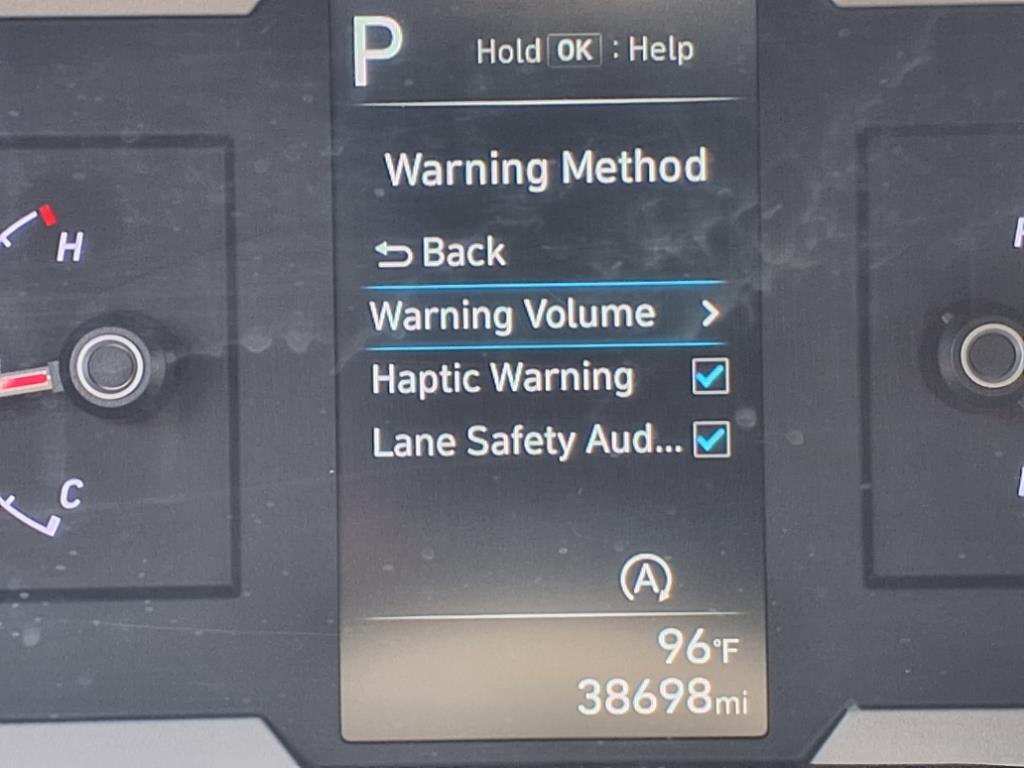 P
Hold OK : Help
Warning Method
Back
Warning Volume >
Haptic Warning
Lane Safety Aud...
H
C
A
96°F
38698mi